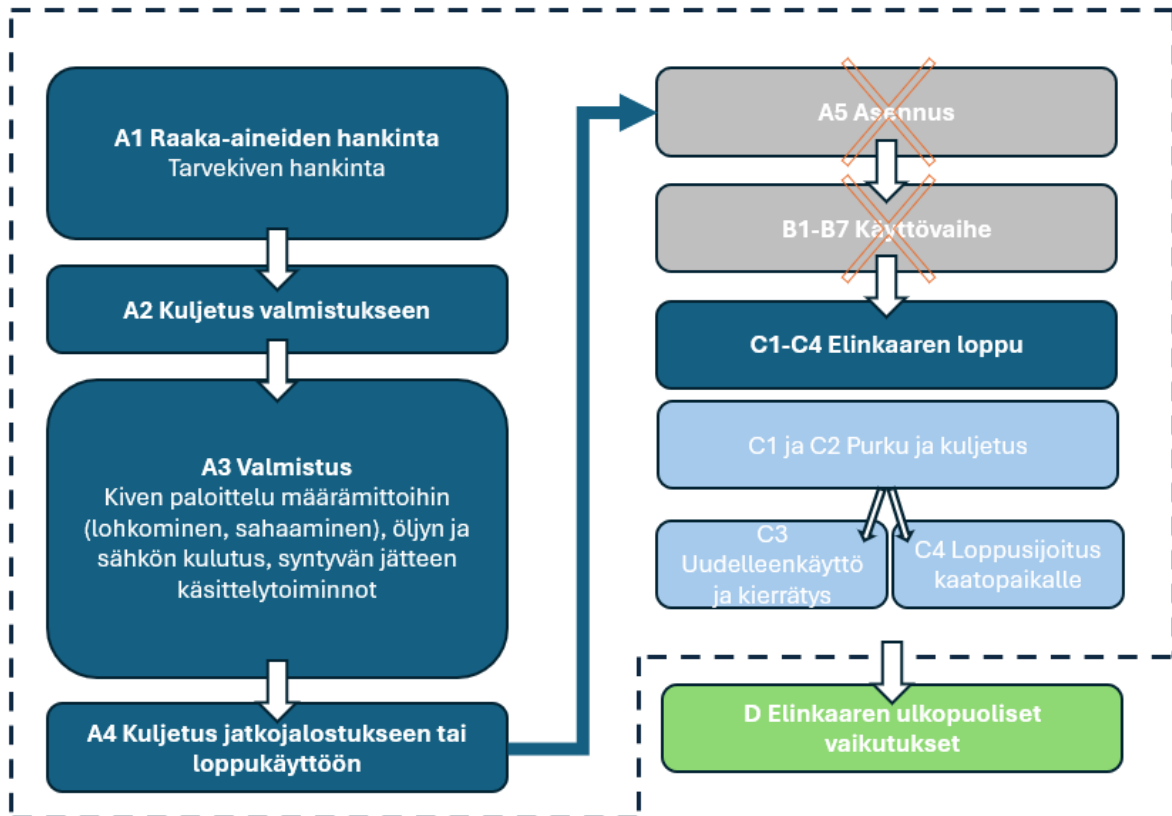 A1 Raaka-aineiden hankinta
Tarvekiven hankinta
A2 Kuljetus valmistukseen
A3 Valmistus
Kiven paloittelu määrämittoihin
(lohkominen, sahaaminen), öljyn ja
sähkön kulutus, syntyvän jätteen
käsittelytoiminnot
A4 Kuljetus jatkojalostukseen tai
loppukäyttöön
A5 Asennus
B1-B7 Käyttövaihe
C1-C4 Elinkaaren loppu
C1 ja C2 Purku ja kuljetus
C3
Uudelleenkäyttö
ja kierrätys
C4 Loppusijoitus
kaatopaikalle
D Elinkaaren ulkopuoliset
vaikutukset